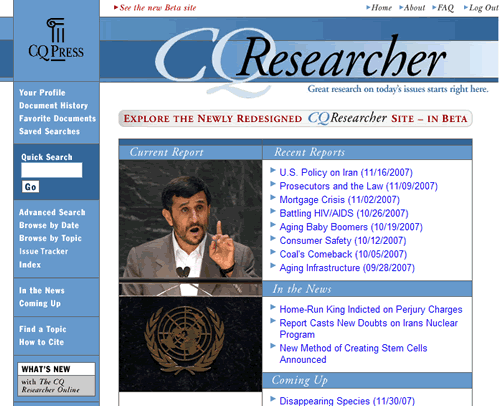 See the new Beta site
Home
About
FAQ
Log Out
CQ PRESS
CQ Researcher
Great research on today's issues starts right here.
Your Profile
Document History
Favorite Documents
Saved Searches
Quick Search
Go
Advanced Search
Browse by Date
Browse by Topic
Issue Tracker
Index
In the News
Coming Up
Find a Topic
How to Cite
WHAT'S NEW
with The CQ
Researcher Online
EXPLORE THE NEWLY REDESIGNED CQResearcher SITE – IN BETA
Current Report
Recent Reports
U.S. Policy on Iran (11/16/2007)
Prosecutors and the Law (11/09/2007)
Mortgage Crisis (11/02/2007)
Battling HIV/AIDS (10/26/2007)
Aging Baby Boomers (10/19/2007)
Consumer Safety (10/12/2007)
Coal's Comeback (10/05/2007)
Aging Infrastructure (09/28/2007)
In the News
Home-Run King Indicted on Perjury Charges
Report Casts New Doubts on Irans Nuclear
Program
New Method of Creating Stem Cells
Announced
Coming Up
Disappearing Species (11/30/07)